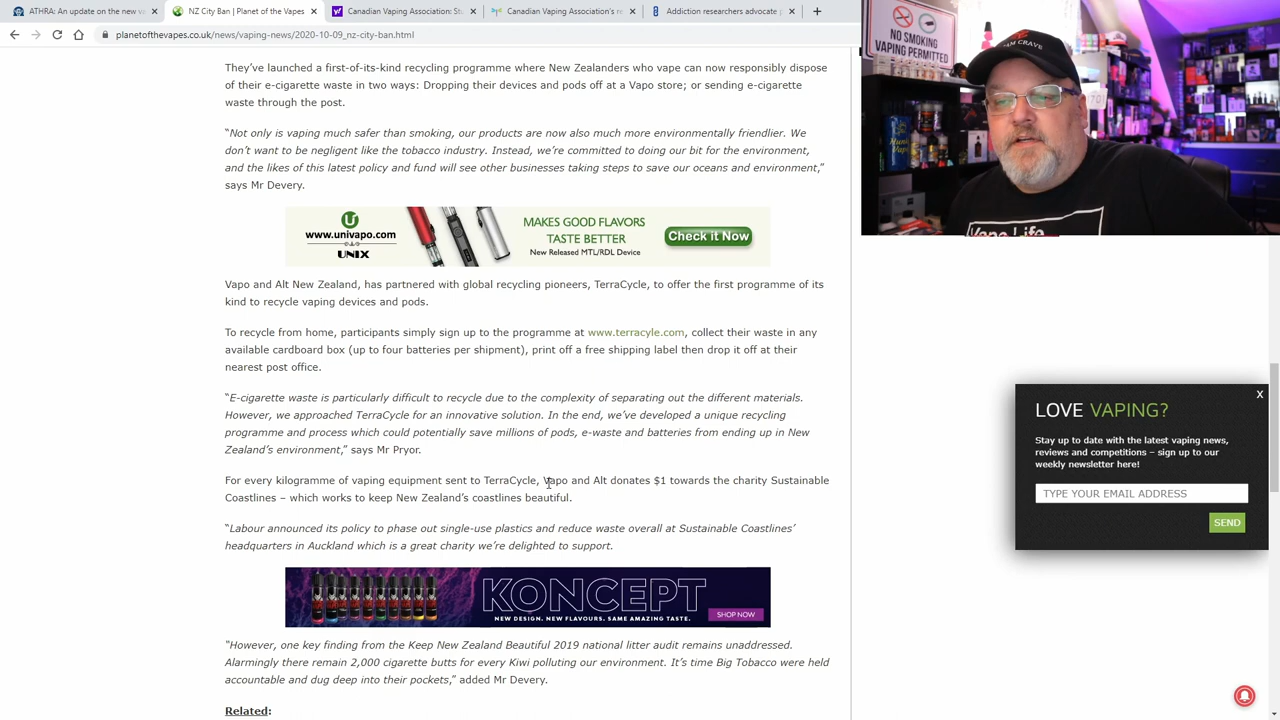 ATHRA: An update on the new va
NZ City Ban | Planet of the Vapes
Canadian Vaping Association: St
Canadian Vaping Association's re
Addiction researchers advocate p
planetofthevapes.co.uk/news/vaping-news/2020-10-09_nz-city-ban.html
They've launched a first-of-its-kind recycling programme where New Zealanders who vape can now responsibly dispose
of their e-cigarette waste in two ways: Dropping their devices and pods off at a Vapo store; or sending e-cigarette
waste through the post.
"Not only is vaping much safer than smoking, our products are now also much more environmentally friendlier. We
don't want to be negligent like the tobacco industry. Instead, we're committed to doing our bit for the environment,
and the likes of this latest policy and fund will see other businesses taking steps to save our oceans and environment,"
says Mr Devery.
www.univapo.com
UNIX
MAKES GOOD FLAVORS
TASTE BETTER
New Released MTL/RDL Device
Check it Now
Vapo and Alt New Zealand, has partnered with global recycling pioneers, TerraCycle, to offer the first programme of its
kind to recycle vaping devices and pods.
To recycle from home, participants simply sign up to the programme at www.terracyle.com, collect their waste in any
available cardboard box (up to four batteries per shipment), print off a free shipping label then drop it off at their
nearest post office.
"E-cigarette waste is particularly difficult to recycle due to the complexity of separating out the different materials.
However, we approached TerraCycle for an innovative solution. In the end, we've developed a unique recycling
programme and process which could potentially save millions of pods, e-waste and batteries from ending up in New
Zealand's environment," says Mr Pryor.
For every kilogramme of vaping equipment sent to TerraCycle, Vapo and Alt donates $1 towards the charity Sustainable
Coastlines – which works to keep New Zealand's coastlines beautiful.
"Labour announced its policy to phase out single-use plastics and reduce waste overall at Sustainable Coastlines'
headquarters in Auckland which is a great charity we're delighted to support.
KONCEPT
NEW DESIGN. NEW FLAVOURS. SAME AMAZING TASTE.
SHOP NOW
"However, one key finding from the Keep New Zealand Beautiful 2019 national litter audit remains unaddressed.
Alarmingly there remain 2,000 cigarette butts for every Kiwi polluting our environment. It's time Big Tobacco were held
accountable and dug deep into their pockets," added Mr Devery.
Related:
NO SMOKING
VAPING PERMITTED
AM CRAVE
Vape Life
LOVE VAPING?
X
Stay up to date with the latest vaping news,
reviews and competitions – sign up to our
weekly newsletter here!
TYPE YOUR EMAIL ADDRESS
SEND